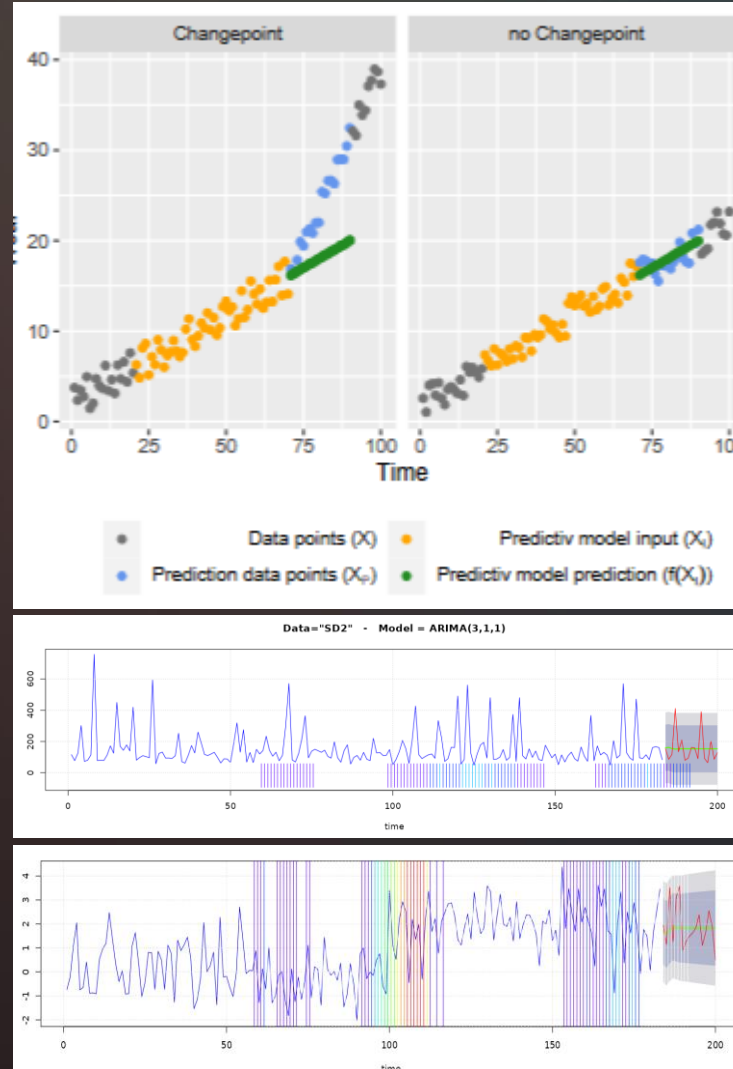 Changepoint
no Changepoint
40
30
20
10
0
0 25 50 75 100
0 25 50 75 100
Time
Data points (X)
Predictiv model input (Xᵢ)
Prediction data points (Xₚ)
Predictiv model prediction (f(Xᵢ))
Data="SD2" - Model = ARIMA(3,1,1)
600
400
200
0
0 50 100 150 200
time
4
3
2
1
0
-1
-2
0 50 100 150 200
time